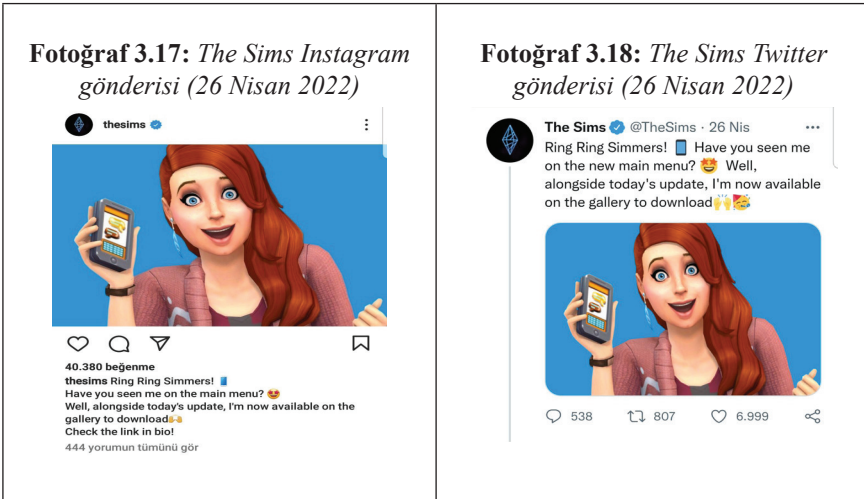 Fotoğraf 3.17: The Sims Instagram
gönderisi (26 Nisan 2022)
thesims
40.380 beğenme
thesims Ring Ring Simmers! 📱
Have you seen me on the main menu? 😍
Well, alongside today's update, I'm now available on the
gallery to download🙌
Check the link in bio!
444 yorumun tümünü gör
Fotoğraf 3.18: The Sims Twitter
gönderisi (26 Nisan 2022)
The Sims @TheSims · 26 Nis
Ring Ring Simmers! 📱 Have you seen me
on the new main menu? 🤩 Well,
alongside today's update, I'm now available
on the gallery to download🙌🥳
538 807 6.999